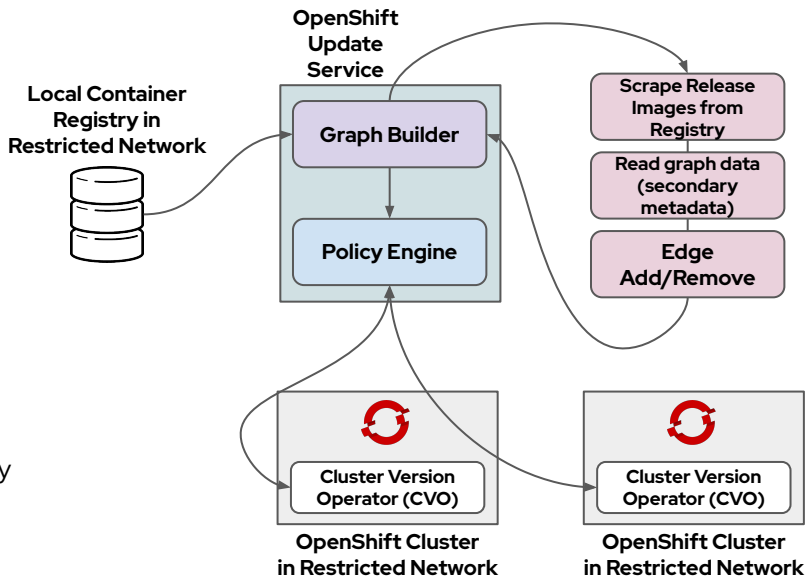 OpenShift
Update
Service
Local Container
Registry in
Restricted Network
Graph Builder
Policy Engine
Scrape Release
Images from
Registry
Read graph data
(secondary
metadata)
Edge
Add/Remove
y
Cluster Version
Operator (CVO)
OpenShift Cluster
in Restricted Network
Cluster Version
Operator (CVO)
OpenShift Cluster
in Restricted Network